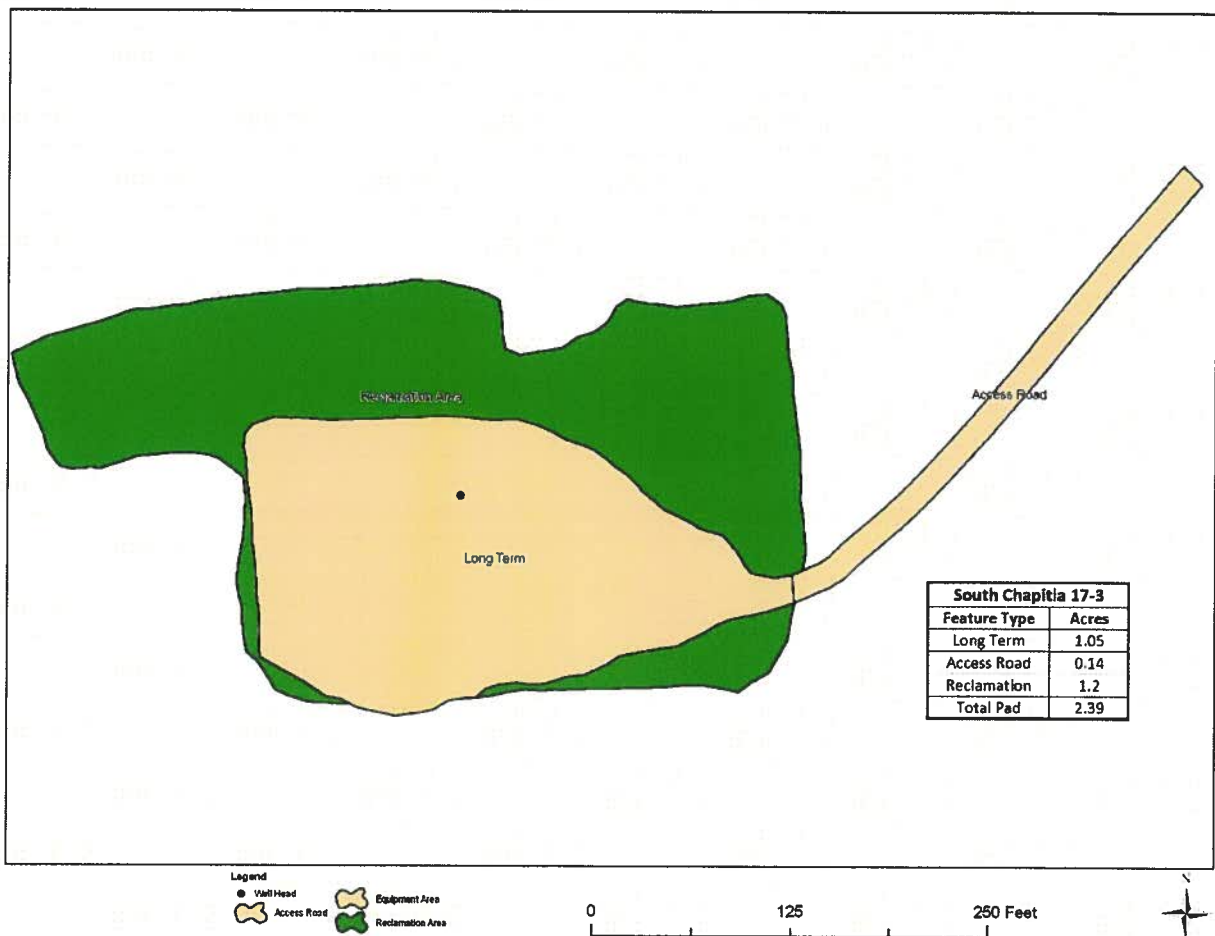 Reclamation Area
Access Road
Long Term
South Chapitia 17-3
Feature Type Acres
Long Term 1.05
Access Road 0.14
Reclamation 1.2
Total Pad 2.39
Legend
Well Head
Access Road
Equipment Area
Reclamation Area
0 125 250 Feet